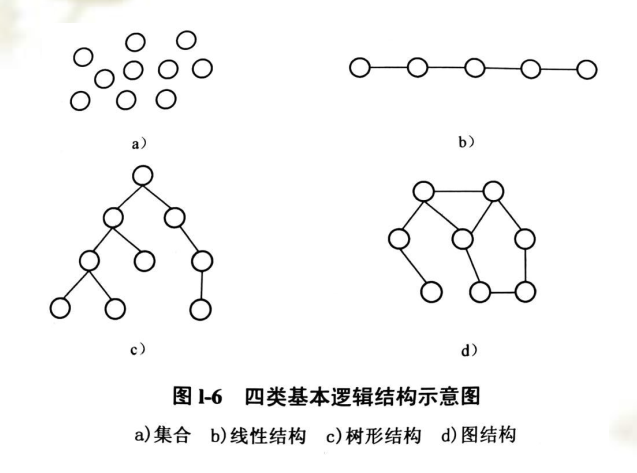 a）
b）
c）
d）
图 1-6 四类基本逻辑结构示意图
a)集合 b)线性结构 c)树形结构 d)图结构